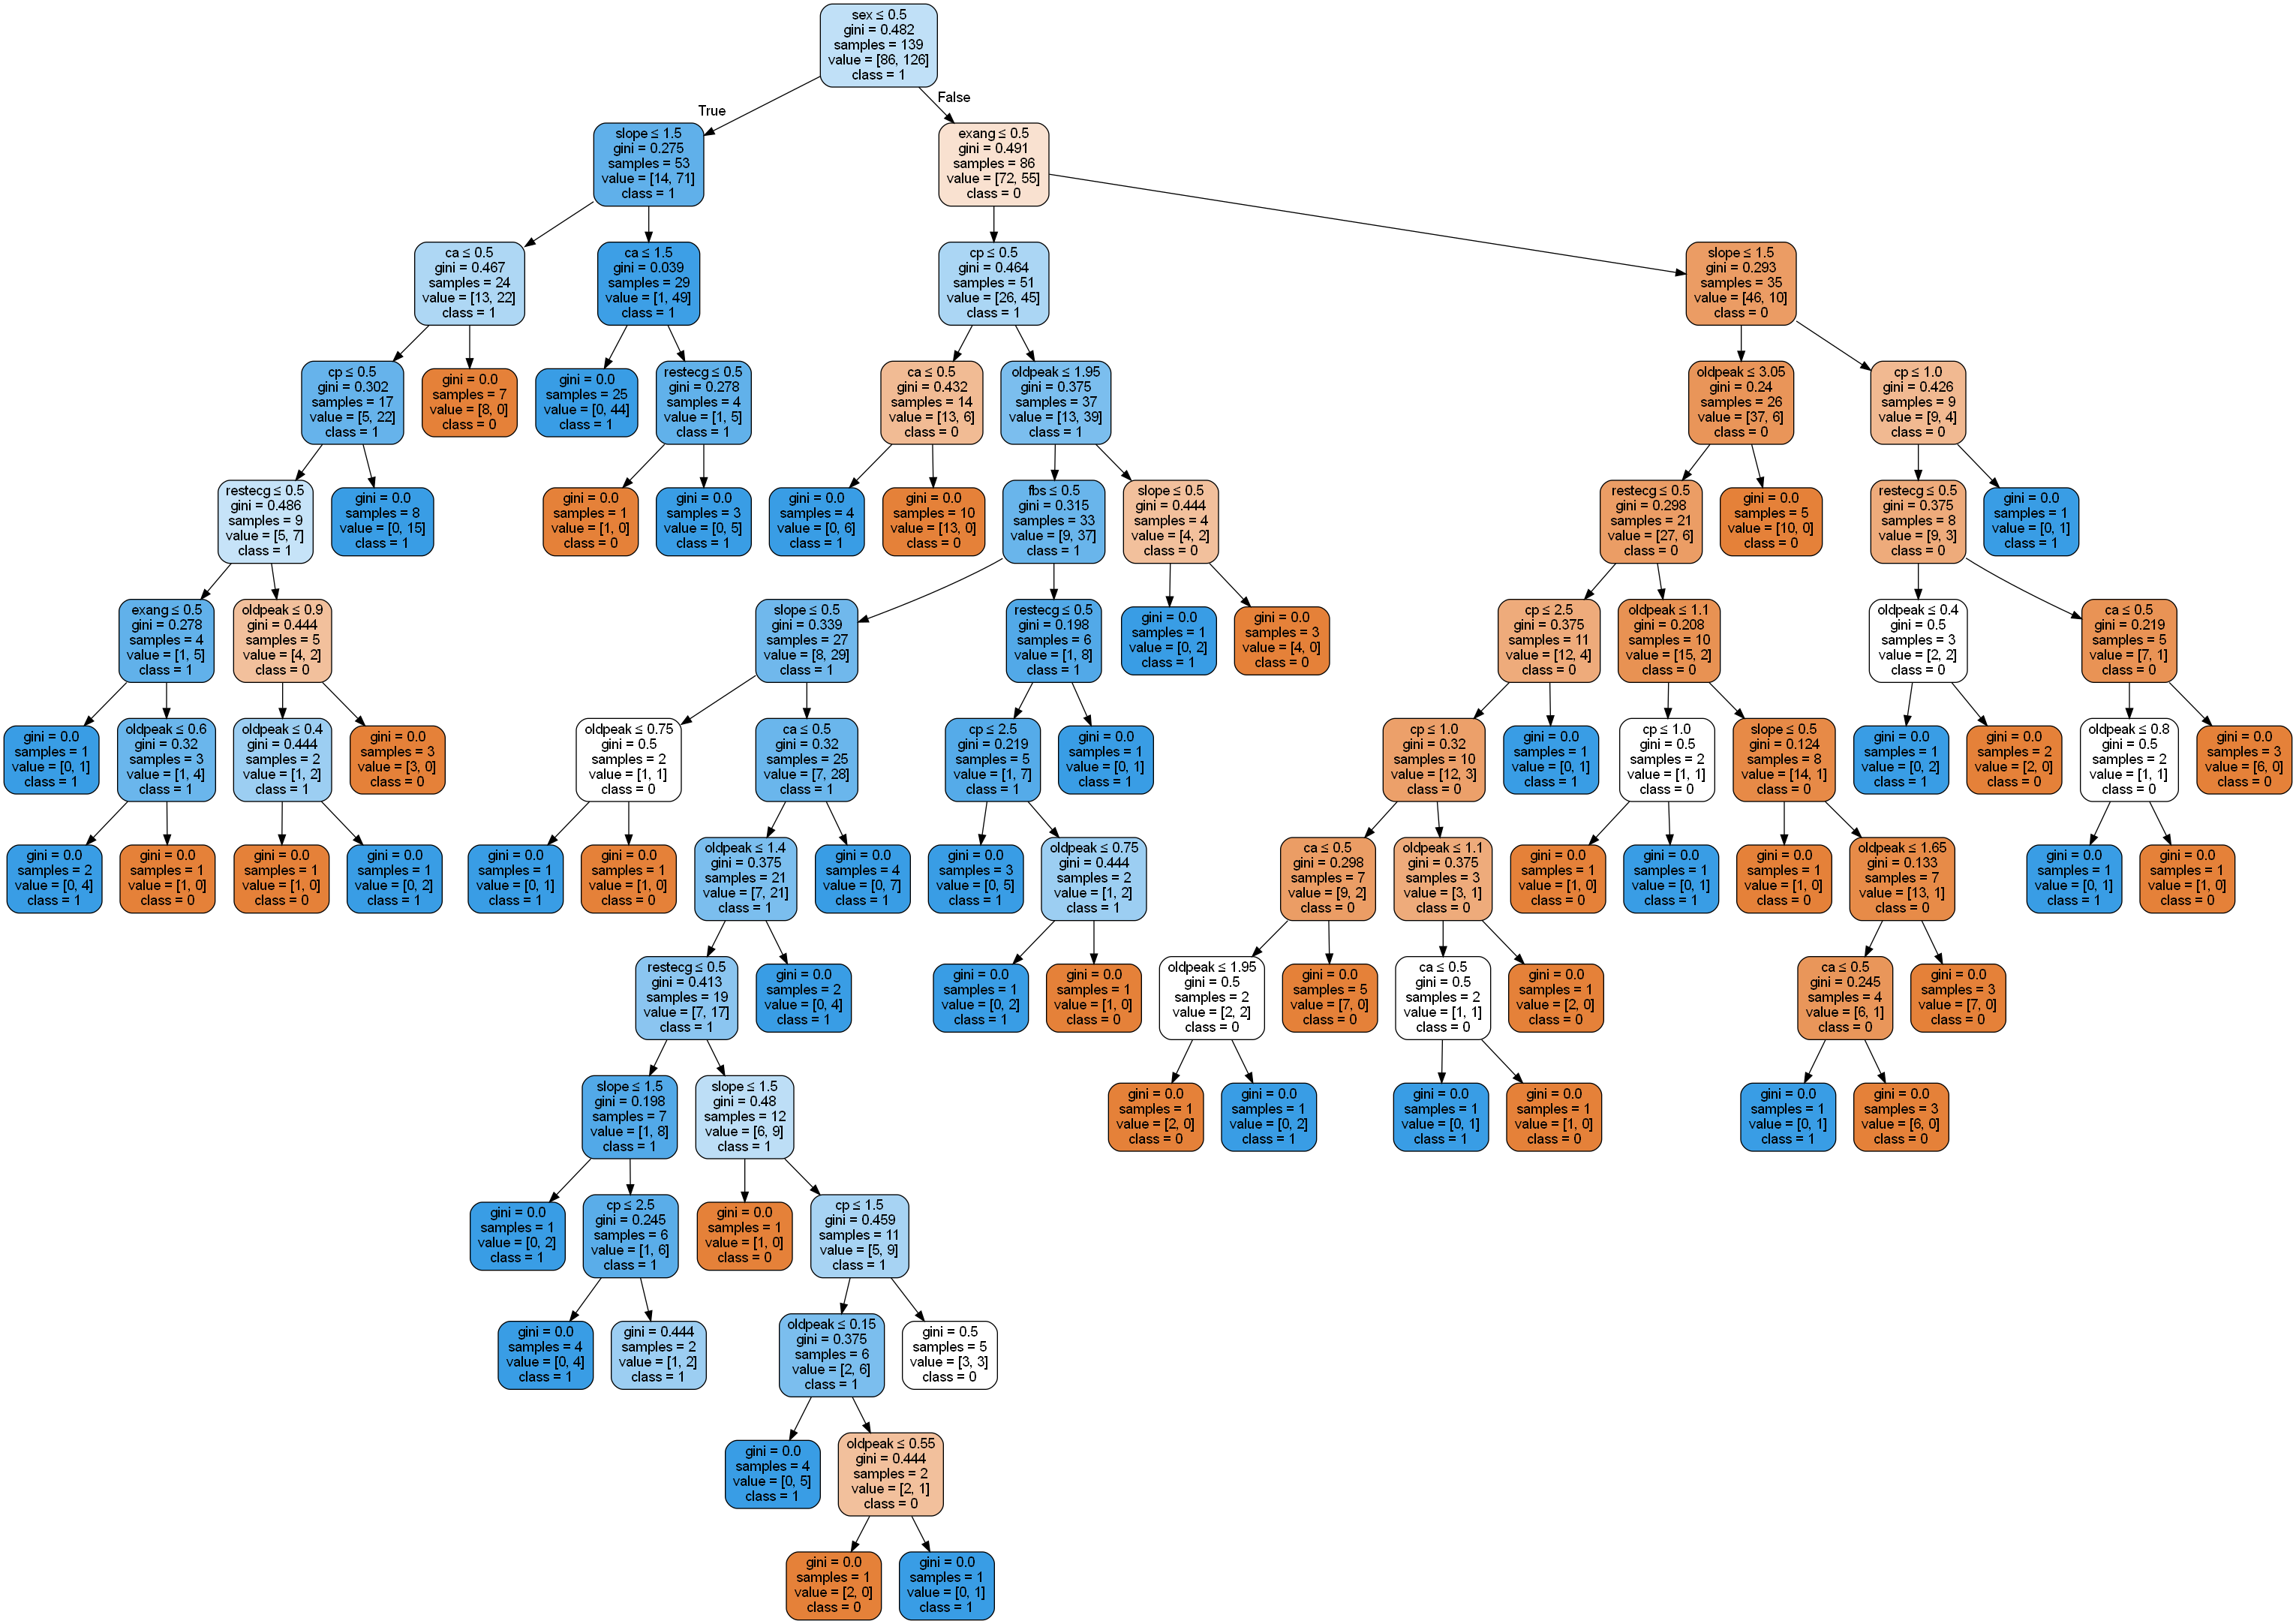 sex ≤ 0.5
gini = 0.482
samples = 139
value = [86, 126]
class = 1
True
False
slope ≤ 1.5
gini = 0.275
samples = 53
value = [14, 71]
class = 1
exang ≤ 0.5
gini = 0.491
samples = 86
value = [72, 55]
class = 0
ca ≤ 0.5
gini = 0.467
samples = 24
value = [13, 22]
class = 1
ca ≤ 1.5
gini = 0.039
samples = 29
value = [1, 49]
class = 1
cp ≤ 0.5
gini = 0.464
samples = 51
value = [26, 45]
class = 1
slope ≤ 1.5
gini = 0.293
samples = 35
value = [46, 10]
class = 0
cp ≤ 0.5
gini = 0.302
samples = 17
value = [5, 22]
class = 1
gini = 0.0
samples = 7
value = [8, 0]
class = 0
gini = 0.0
samples = 25
value = [0, 44]
class = 1
restecg ≤ 0.5
gini = 0.278
samples = 4
value = [1, 5]
class = 1
ca ≤ 0.5
gini = 0.432
samples = 14
value = [13, 6]
class = 0
oldpeak ≤ 1.95
gini = 0.375
samples = 37
value = [13, 39]
class = 1
oldpeak ≤ 3.05
gini = 0.24
samples = 26
value = [37, 6]
class = 0
cp ≤ 1.0
gini = 0.426
samples = 9
value = [9, 4]
class = 0
restecg ≤ 0.5
gini = 0.486
samples = 9
value = [5, 7]
class = 1
gini = 0.0
samples = 8
value = [0, 15]
class = 1
gini = 0.0
samples = 1
value = [1, 0]
class = 0
gini = 0.0
samples = 3
value = [0, 5]
class = 1
gini = 0.0
samples = 4
value = [0, 6]
class = 1
gini = 0.0
samples = 10
value = [13, 0]
class = 0
fbs ≤ 0.5
gini = 0.315
samples = 33
value = [9, 37]
class = 1
slope ≤ 0.5
gini = 0.444
samples = 4
value = [4, 2]
class = 0
restecg ≤ 0.5
gini = 0.298
samples = 21
value = [27, 6]
class = 0
gini = 0.0
samples = 5
value = [10, 0]
class = 0
restecg ≤ 0.5
gini = 0.375
samples = 8
value = [9, 3]
class = 0
gini = 0.0
samples = 1
value = [0, 1]
class = 1
exang ≤ 0.5
gini = 0.278
samples = 4
value = [1, 5]
class = 1
oldpeak ≤ 0.9
gini = 0.444
samples = 5
value = [4, 2]
class = 0
slope ≤ 0.5
gini = 0.339
samples = 27
value = [8, 29]
class = 1
restecg ≤ 0.5
gini = 0.198
samples = 6
value = [1, 8]
class = 1
gini = 0.0
samples = 1
value = [0, 2]
class = 1
gini = 0.0
samples = 3
value = [4, 0]
class = 0
cp ≤ 2.5
gini = 0.375
samples = 11
value = [12, 4]
class = 0
oldpeak ≤ 1.1
gini = 0.208
samples = 10
value = [15, 2]
class = 0
oldpeak ≤ 0.4
gini = 0.5
samples = 3
value = [2, 2]
class = 0
ca ≤ 0.5
gini = 0.219
samples = 5
value = [7, 1]
class = 0
gini = 0.0
samples = 1
value = [0, 1]
class = 1
oldpeak ≤ 0.6
gini = 0.32
samples = 3
value = [1, 4]
class = 1
oldpeak ≤ 0.4
gini = 0.444
samples = 2
value = [1, 2]
class = 1
gini = 0.0
samples = 3
value = [3, 0]
class = 0
oldpeak ≤ 0.75
gini = 0.5
samples = 2
value = [1, 1]
class = 0
ca ≤ 0.5
gini = 0.32
samples = 25
value = [7, 28]
class = 1
cp ≤ 2.5
gini = 0.219
samples = 5
value = [1, 7]
class = 1
gini = 0.0
samples = 1
value = [0, 1]
class = 1
cp ≤ 1.0
gini = 0.32
samples = 10
value = [12, 3]
class = 0
gini = 0.0
samples = 1
value = [0, 1]
class = 1
cp ≤ 1.0
gini = 0.5
samples = 2
value = [1, 1]
class = 0
slope ≤ 0.5
gini = 0.124
samples = 8
value = [14, 1]
class = 0
gini = 0.0
samples = 1
value = [0, 2]
class = 1
gini = 0.0
samples = 2
value = [2, 0]
class = 0
oldpeak ≤ 0.8
gini = 0.5
samples = 2
value = [1, 1]
class = 0
gini = 0.0
samples = 3
value = [6, 0]
class = 0
gini = 0.0
samples = 2
value = [0, 4]
class = 1
gini = 0.0
samples = 1
value = [1, 0]
class = 0
gini = 0.0
samples = 1
value = [1, 0]
class = 0
gini = 0.0
samples = 1
value = [0, 2]
class = 1
gini = 0.0
samples = 1
value = [0, 1]
class = 1
gini = 0.0
samples = 1
value = [1, 0]
class = 0
oldpeak ≤ 1.4
gini = 0.375
samples = 21
value = [7, 21]
class = 1
gini = 0.0
samples = 4
value = [0, 7]
class = 1
gini = 0.0
samples = 3
value = [0, 5]
class = 1
oldpeak ≤ 0.75
gini = 0.444
samples = 2
value = [1, 2]
class = 1
ca ≤ 0.5
gini = 0.298
samples = 7
value = [9, 2]
class = 0
oldpeak ≤ 1.1
gini = 0.375
samples = 3
value = [3, 1]
class = 0
gini = 0.0
samples = 1
value = [1, 0]
class = 0
gini = 0.0
samples = 1
value = [0, 1]
class = 1
gini = 0.0
samples = 1
value = [1, 0]
class = 0
oldpeak ≤ 1.65
gini = 0.133
samples = 7
value = [13, 1]
class = 0
gini = 0.0
samples = 1
value = [0, 1]
class = 1
gini = 0.0
samples = 1
value = [1, 0]
class = 0
restecg ≤ 0.5
gini = 0.413
samples = 19
value = [7, 17]
class = 1
gini = 0.0
samples = 2
value = [0, 4]
class = 1
gini = 0.0
samples = 1
value = [0, 2]
class = 1
gini = 0.0
samples = 1
value = [1, 0]
class = 0
oldpeak ≤ 1.95
gini = 0.5
samples = 2
value = [2, 2]
class = 0
gini = 0.0
samples = 5
value = [7, 0]
class = 0
ca ≤ 0.5
gini = 0.5
samples = 2
value = [1, 1]
class = 0
gini = 0.0
samples = 1
value = [2, 0]
class = 0
ca ≤ 0.5
gini = 0.245
samples = 4
value = [6, 1]
class = 0
gini = 0.0
samples = 3
value = [7, 0]
class = 0
slope ≤ 1.5
gini = 0.198
samples = 7
value = [1, 8]
class = 1
slope ≤ 1.5
gini = 0.48
samples = 12
value = [6, 9]
class = 1
gini = 0.0
samples = 1
value = [2, 0]
class = 0
gini = 0.0
samples = 1
value = [0, 2]
class = 1
gini = 0.0
samples = 1
value = [0, 1]
class = 1
gini = 0.0
samples = 1
value = [1, 0]
class = 0
gini = 0.0
samples = 1
value = [0, 1]
class = 1
gini = 0.0
samples = 3
value = [6, 0]
class = 0
gini = 0.0
samples = 1
value = [0, 2]
class = 1
cp ≤ 2.5
gini = 0.245
samples = 6
value = [1, 6]
class = 1
gini = 0.0
samples = 1
value = [1, 0]
class = 0
cp ≤ 1.5
gini = 0.459
samples = 11
value = [5, 9]
class = 1
gini = 0.0
samples = 4
value = [0, 4]
class = 1
gini = 0.444
samples = 2
value = [1, 2]
class = 1
oldpeak ≤ 0.15
gini = 0.375
samples = 6
value = [2, 6]
class = 1
gini = 0.5
samples = 5
value = [3, 3]
class = 0
gini = 0.0
samples = 4
value = [0, 5]
class = 1
oldpeak ≤ 0.55
gini = 0.444
samples = 2
value = [2, 1]
class = 0
gini = 0.0
samples = 1
value = [2, 0]
class = 0
gini = 0.0
samples = 1
value = [0, 1]
class = 1